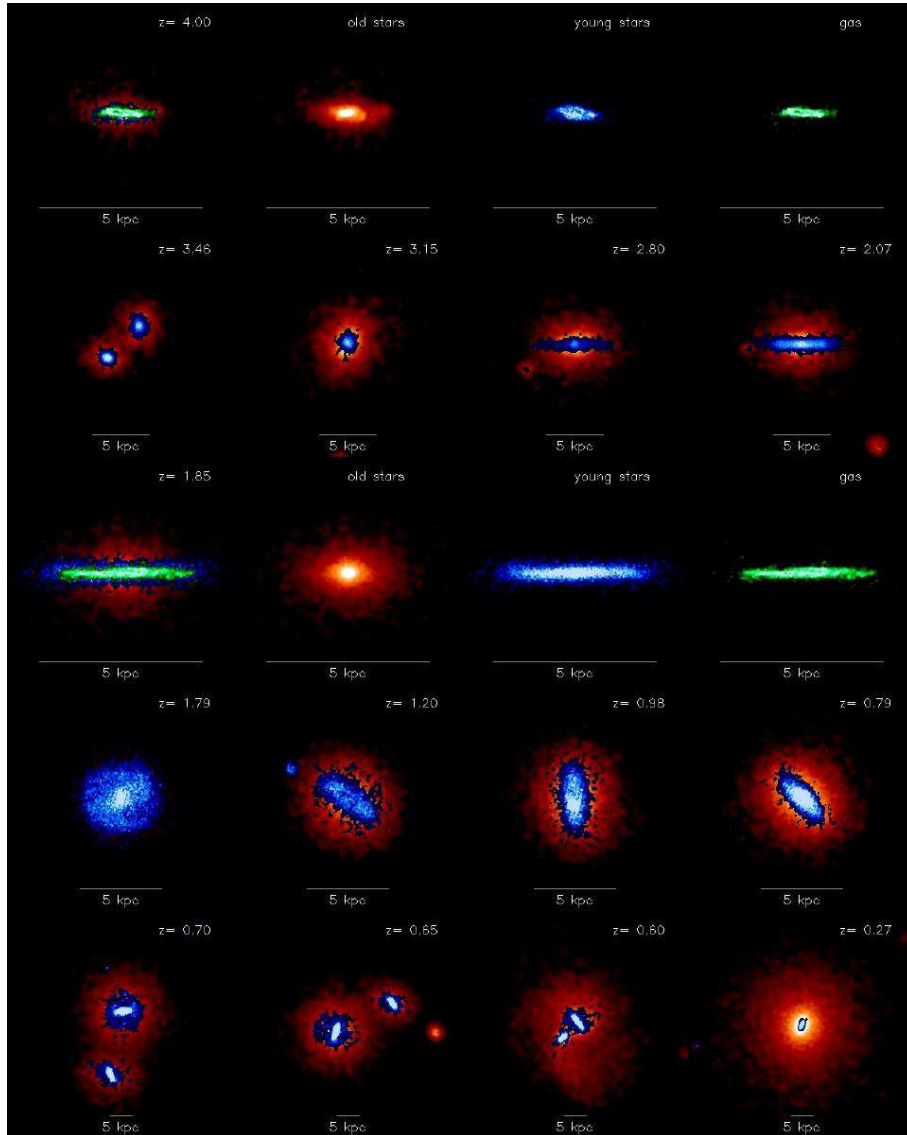 z= 4.00 old stars young stars gas
5 kpc 5 kpc 5 kpc 5 kpc
z= 3.46 z= 3.15 z= 2.80 z= 2.07
5 kpc 5 kpc 5 kpc 5 kpc
z= 1.85 old stars young stars gas
5 kpc 5 kpc 5 kpc 5 kpc
z= 1.79 z= 1.20 z= 0.98 z= 0.79
5 kpc 5 kpc 5 kpc 5 kpc
z= 0.70 z= 0.65 z= 0.60 z= 0.27
5 kpc 5 kpc 5 kpc 5 kpc